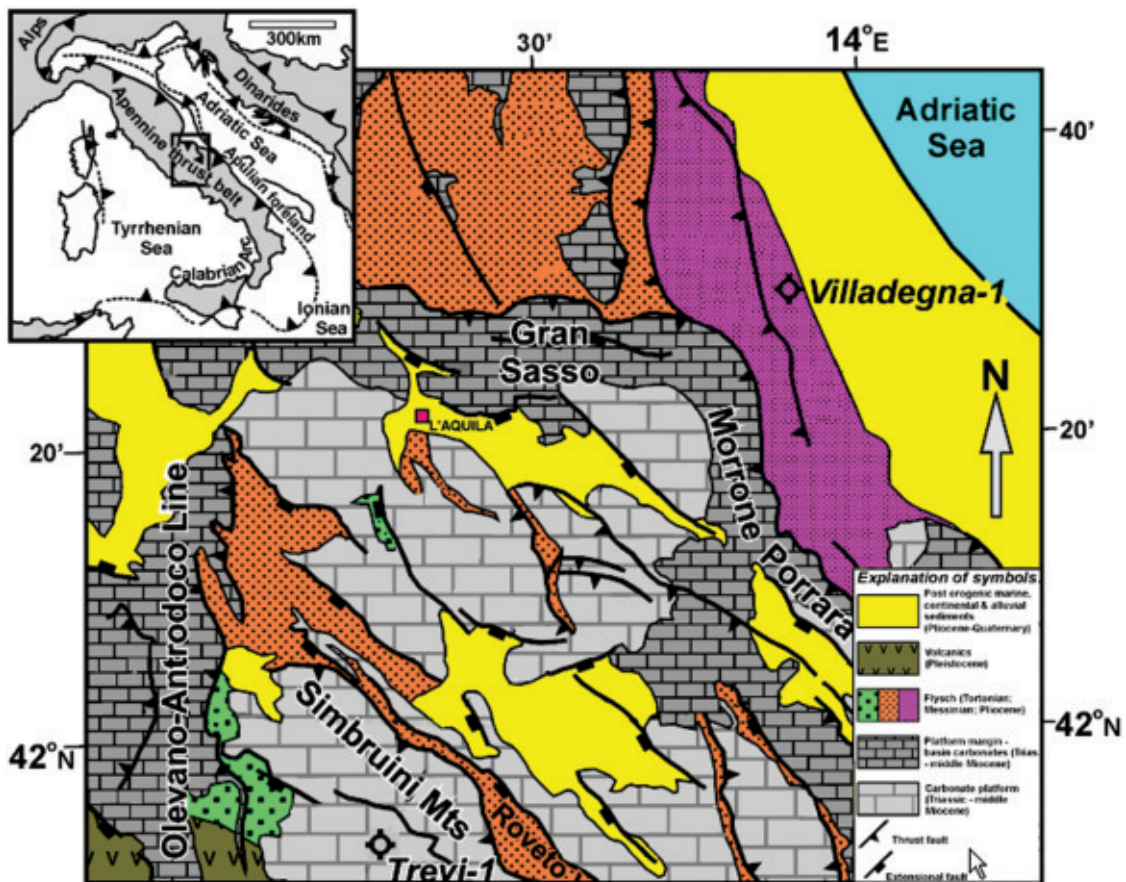 Alps
300km
Dinarides
Adriatic Sea
Apennine thrust belt
Apulian foreland
Tyrrhenian
Sea
Calabrian Arc
Ionian
Sea
30'
14°E
Adriatic
Sea
40'
Villadegna-1
Gran
Sasso
N
L'AQUILA
20'
20'
Morrone Porrara
Olevano-Antrodoco Line
Simbruini Mts
Roveto
Trevi-1
42°N
42°N
Explanation of symbols.
Post orogenic marine,
continental & alluvial
sediments
(Pliocene-Quaternary)
Volcanics
(Pleistocene)
Flysch (Tortonian;
Messinian; Pliocene)
Platform margin -
basin carbonates (Trias.
- middle Miocene)
Carbonate platform
(Triassic - middle
Miocene)
Thrust fault
Extensional fault